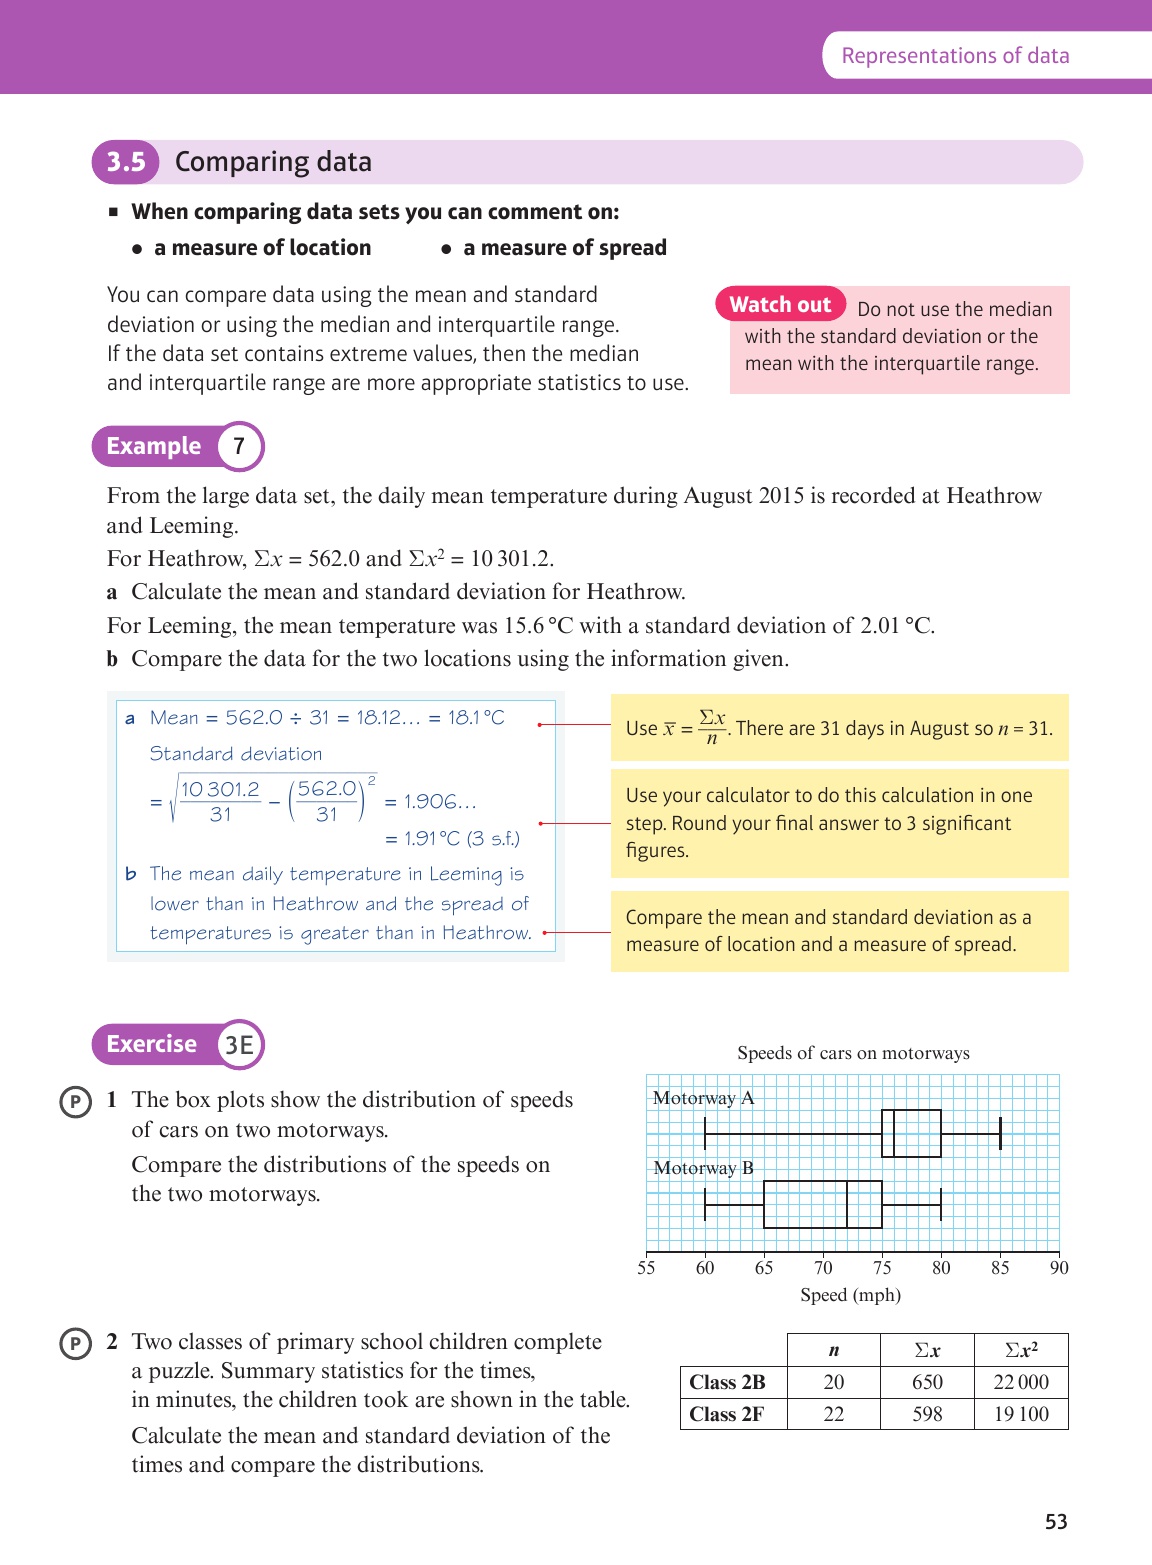 Representations of data
3.5 Comparing data
▪ When comparing data sets you can comment on:
• a measure of location • a measure of spread
You can compare data using the mean and standard
deviation or using the median and interquartile range.
If the data set contains extreme values, then the median
and interquartile range are more appropriate statistics to use.
Watch out Do not use the median
with the standard deviation or the
mean with the interquartile range.
Example 7
From the large data set, the daily mean temperature during August 2015 is recorded at Heathrow
and Leeming.
For Heathrow, Σx = 562.0 and Σx² = 10 301.2.
a Calculate the mean and standard deviation for Heathrow.
For Leeming, the mean temperature was 15.6 °C with a standard deviation of 2.01 °C.
b Compare the data for the two locations using the information given.
a Mean = 562.0 ÷ 31 = 18.12... = 18.1 °C
Standard deviation
= √(10 301.2/31 − (562.0/31)²) = 1.906...
= 1.91 °C (3 s.f.)
b The mean daily temperature in Leeming is
lower than in Heathrow and the spread of
temperatures is greater than in Heathrow.
Use x̄ = Σx/n. There are 31 days in August so n = 31.
Use your calculator to do this calculation in one
step. Round your final answer to 3 significant
figures.
Compare the mean and standard deviation as a
measure of location and a measure of spread.
Exercise 3E
P 1 The box plots show the distribution of speeds
of cars on two motorways.
Compare the distributions of the speeds on
the two motorways.
Speeds of cars on motorways
Motorway A
Motorway B
55 60 65 70 75 80 85 90
Speed (mph)
P 2 Two classes of primary school children complete
a puzzle. Summary statistics for the times,
in minutes, the children took are shown in the table.
Calculate the mean and standard deviation of the
times and compare the distributions.
n Σx Σx²
Class 2B 20 650 22 000
Class 2F 22 598 19 100
53